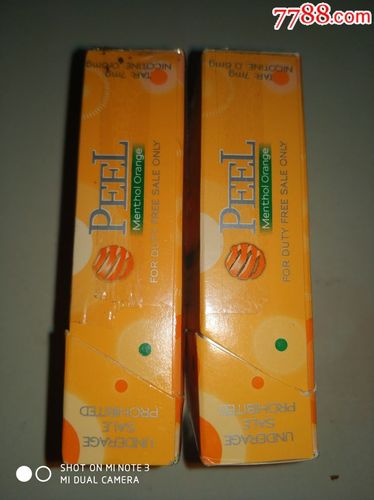 7788.com
TAR: 7mg
NICOTINE: 0.6mg
PEEL
Menthol Orange
FOR DUTY FREE SALE ONLY
UNDERAGE
SALE
PROHIBITED
TAR: 7mg
NICOTINE: 0.6mg
PEEL
Menthol Orange
FOR DUTY FREE SALE ONLY
UNDERAGE
SALE
PROHIBITED
SHOT ON MI NOTE 3
MI DUAL CAMERA